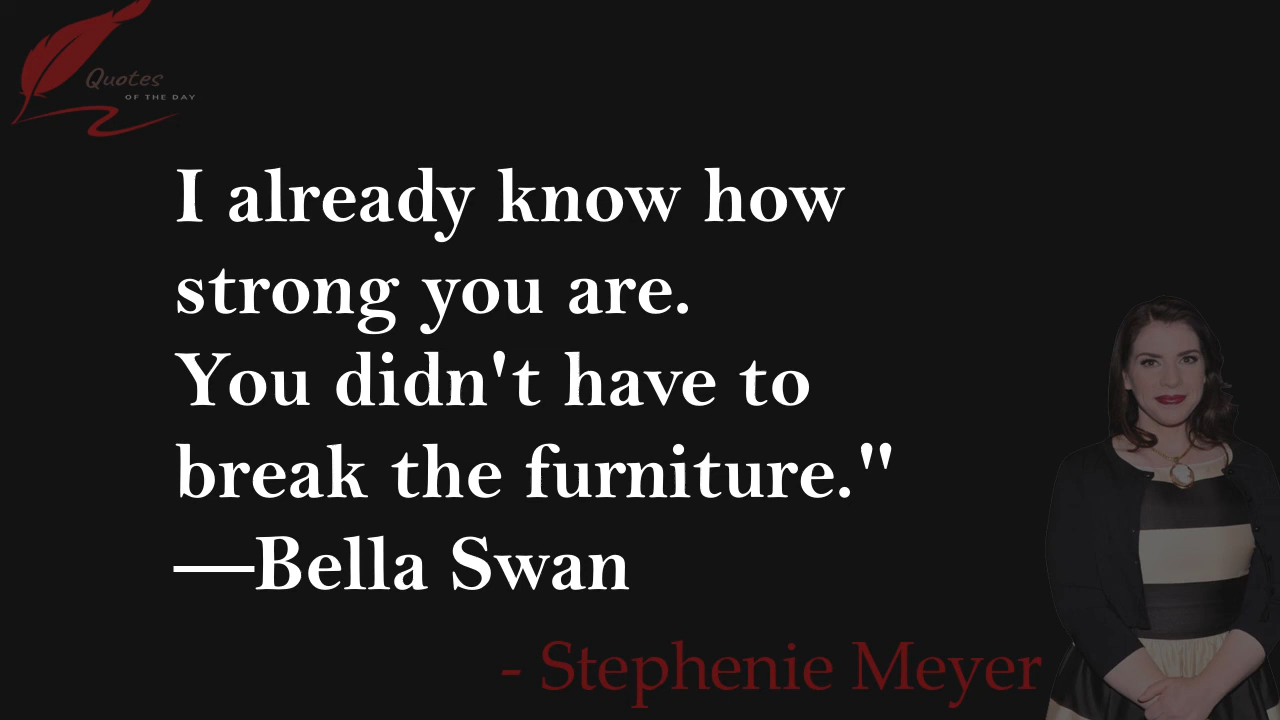 Quotes
OF THE DAY
I already know how
strong you are.
You didn't have to
break the furniture."
—Bella Swan
- Stephenie Meyer